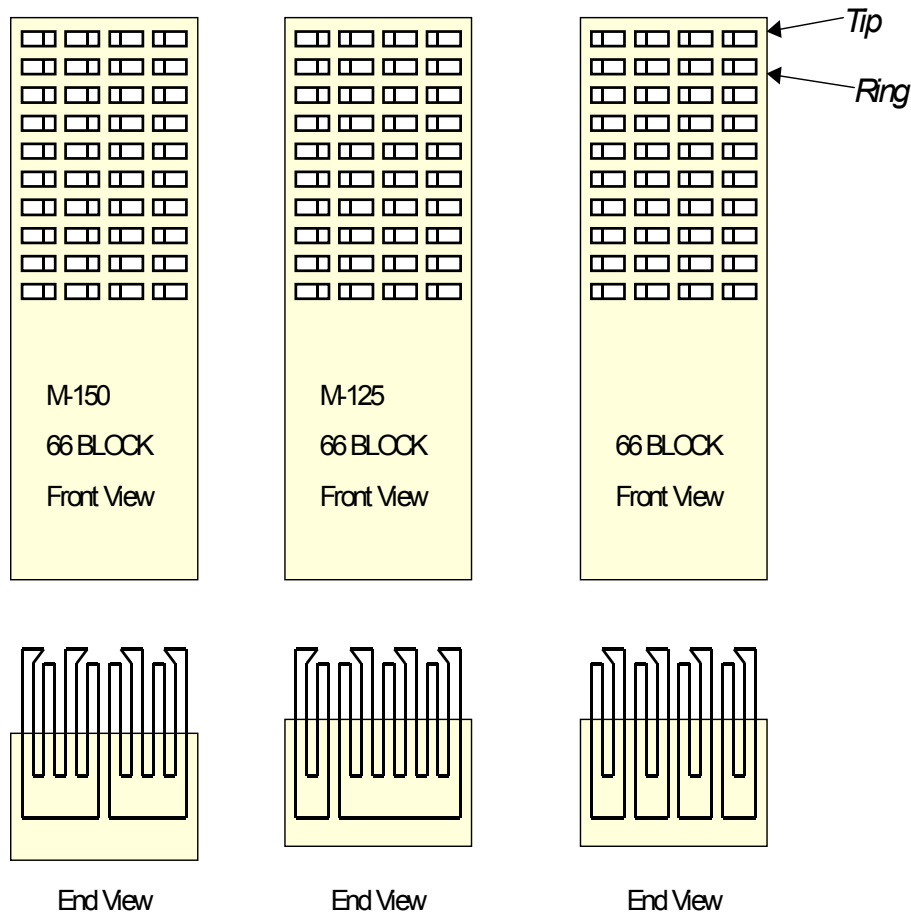 Tip
Ring
M-150
66 BLOCK
Front View
M-125
66 BLOCK
Front View
66 BLOCK
Front View
End View
End View
End View